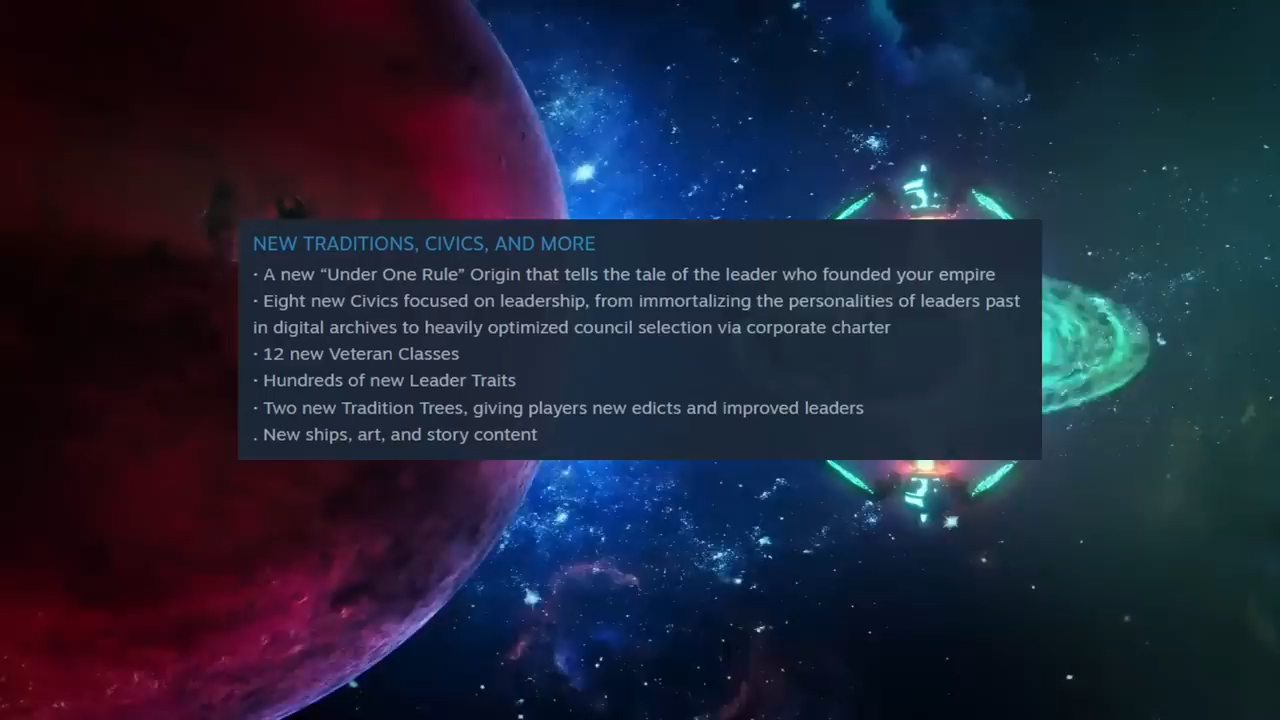 NEW TRADITIONS, CIVICS, AND MORE
· A new “Under One Rule” Origin that tells the tale of the leader who founded your empire
· Eight new Civics focused on leadership, from immortalizing the personalities of leaders past
in digital archives to heavily optimized council selection via corporate charter
· 12 new Veteran Classes
· Hundreds of new Leader Traits
· Two new Tradition Trees, giving players new edicts and improved leaders
. New ships, art, and story content